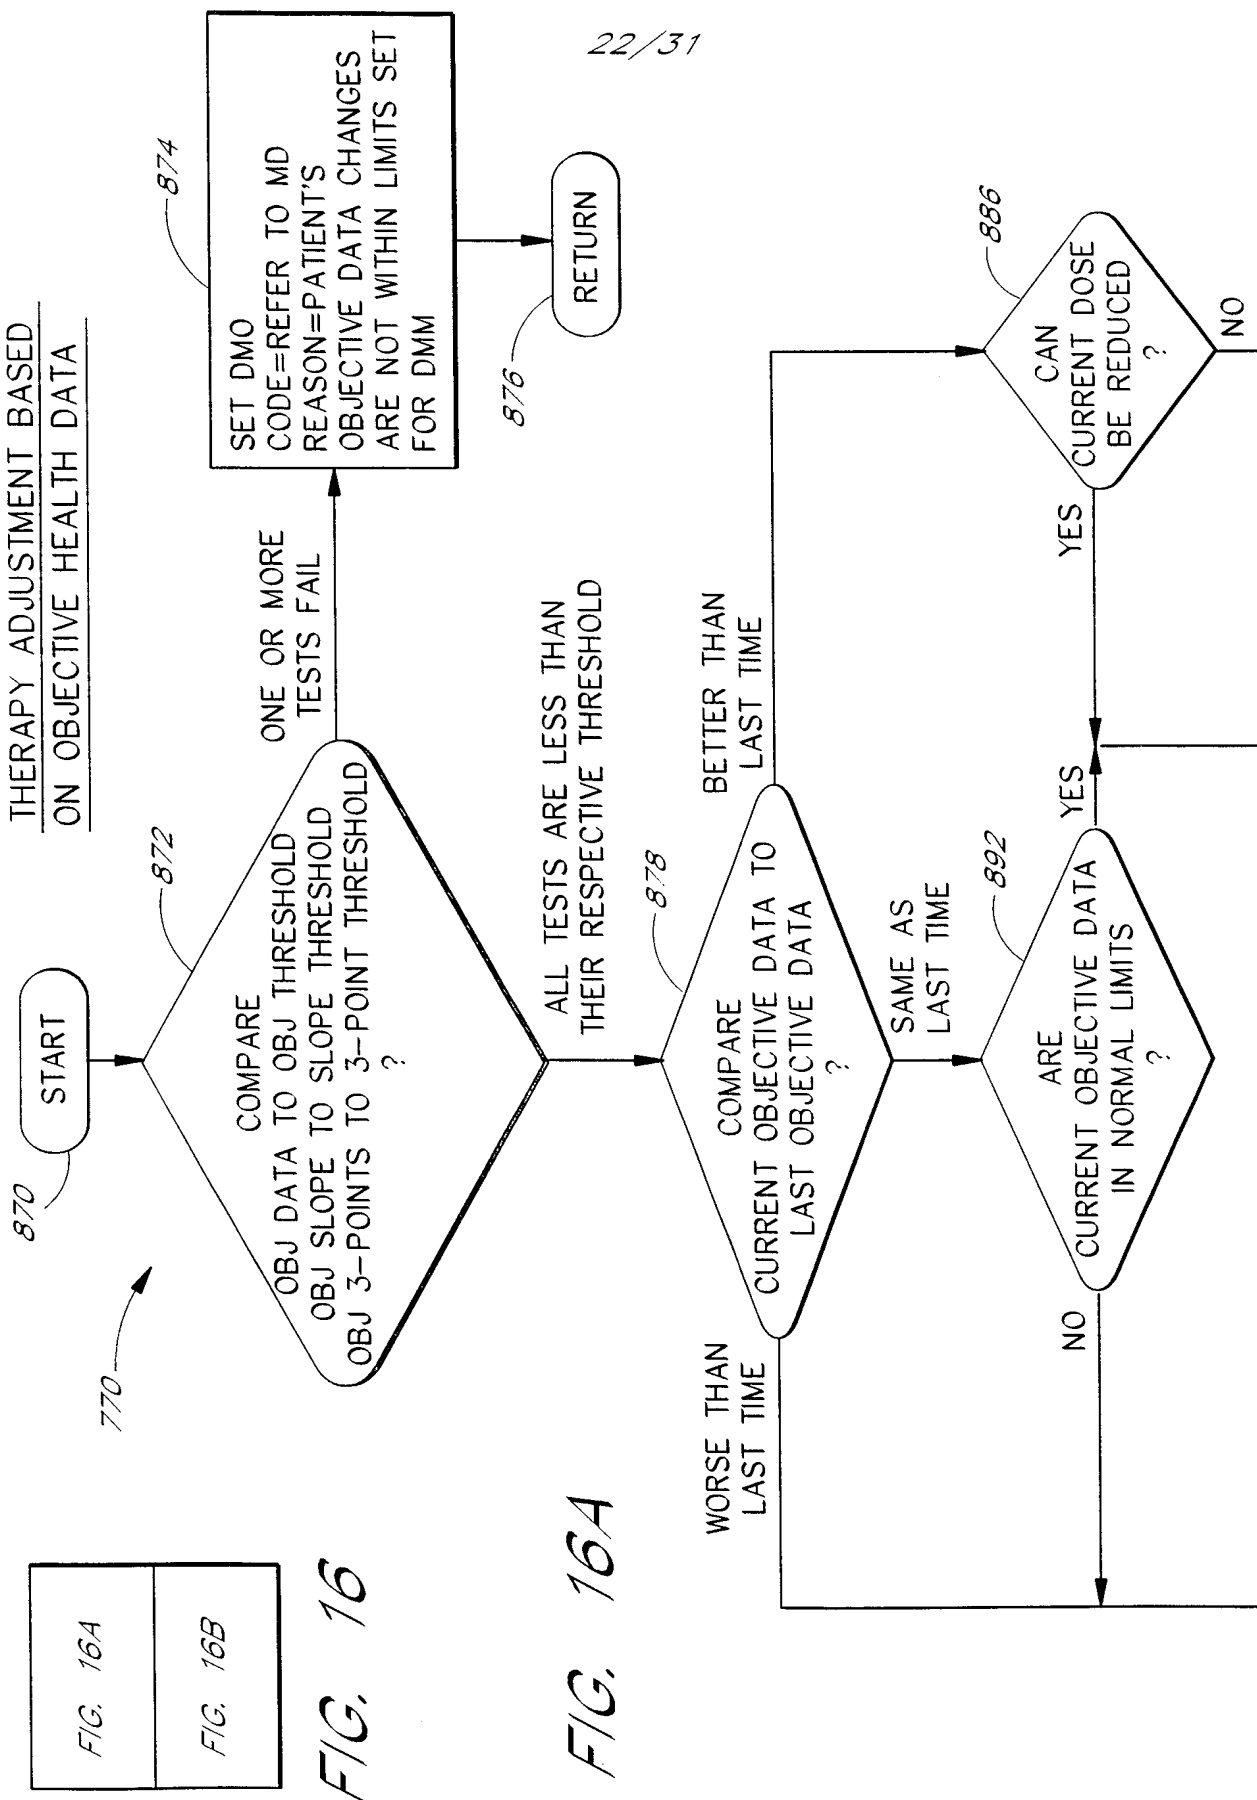 22/31
THERAPY ADJUSTMENT BASED
ON OBJECTIVE HEALTH DATA
FIG. 16A
FIG. 16B
FIG. 16
FIG. 16A
770
870
START
872
COMPARE
OBJ DATA TO OBJ THRESHOLD
OBJ SLOPE TO SLOPE THRESHOLD
OBJ 3-POINTS TO 3-POINT THRESHOLD
?
ONE OR MORE
TESTS FAIL
874
SET DMO
CODE=REFER TO MD
REASON=PATIENT'S
OBJECTIVE DATA CHANGES
ARE NOT WITHIN LIMITS SET
FOR DMM
876
RETURN
ALL TESTS ARE LESS THAN
THEIR RESPECTIVE THRESHOLD
878
COMPARE
CURRENT OBJECTIVE DATA TO
LAST OBJECTIVE DATA
?
WORSE THAN
LAST TIME
BETTER THAN
LAST TIME
SAME AS
LAST TIME
892
ARE
CURRENT OBJECTIVE DATA
IN NORMAL LIMITS
?
NO
YES
886
CAN
CURRENT DOSE
BE REDUCED
?
YES
NO